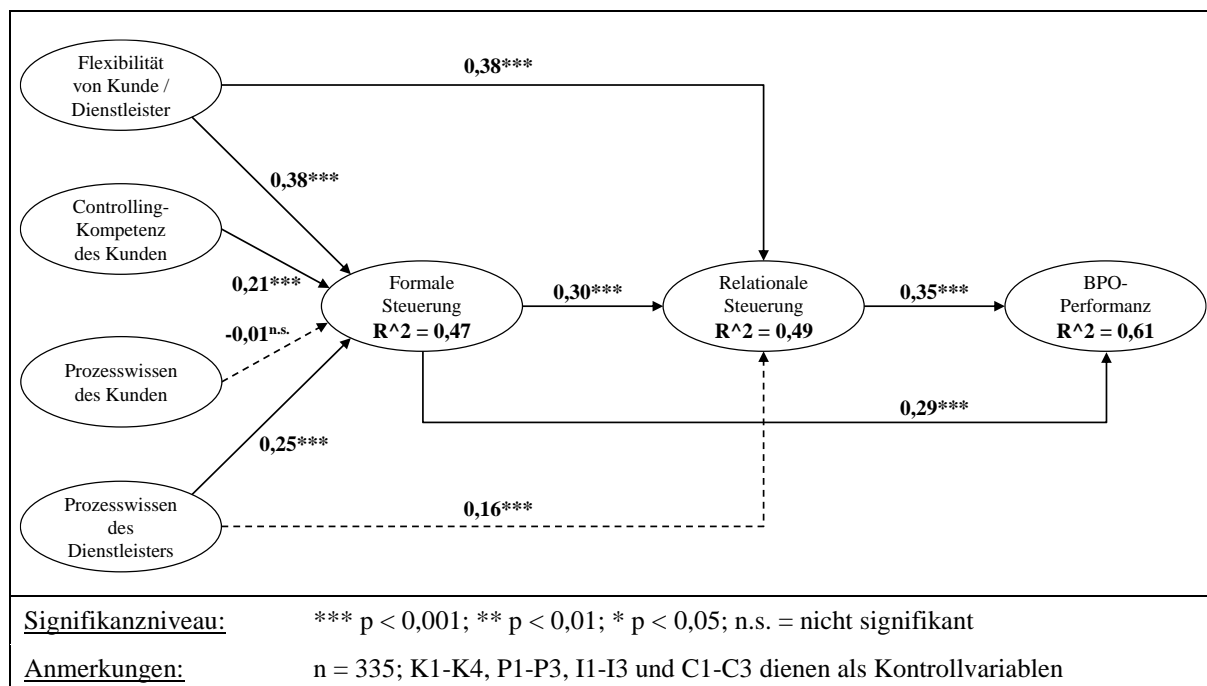 Flexibilität
von Kunde /
Dienstleister
0,38***
0,38***
Controlling-
Kompetenz
des Kunden
0,21***
Formale
Steuerung
R^2 = 0,47
0,30***
Relationale
Steuerung
R^2 = 0,49
0,35***
BPO-
Performanz
R^2 = 0,61
-0,01n.s.
Prozesswissen
des Kunden
0,29***
0,25***
Prozesswissen
des
Dienstleisters
0,16***
Signifikanzniveau: *** p < 0,001; ** p < 0,01; * p < 0,05; n.s. = nicht signifikant
Anmerkungen: n = 335; K1-K4, P1-P3, I1-I3 und C1-C3 dienen als Kontrollvariablen